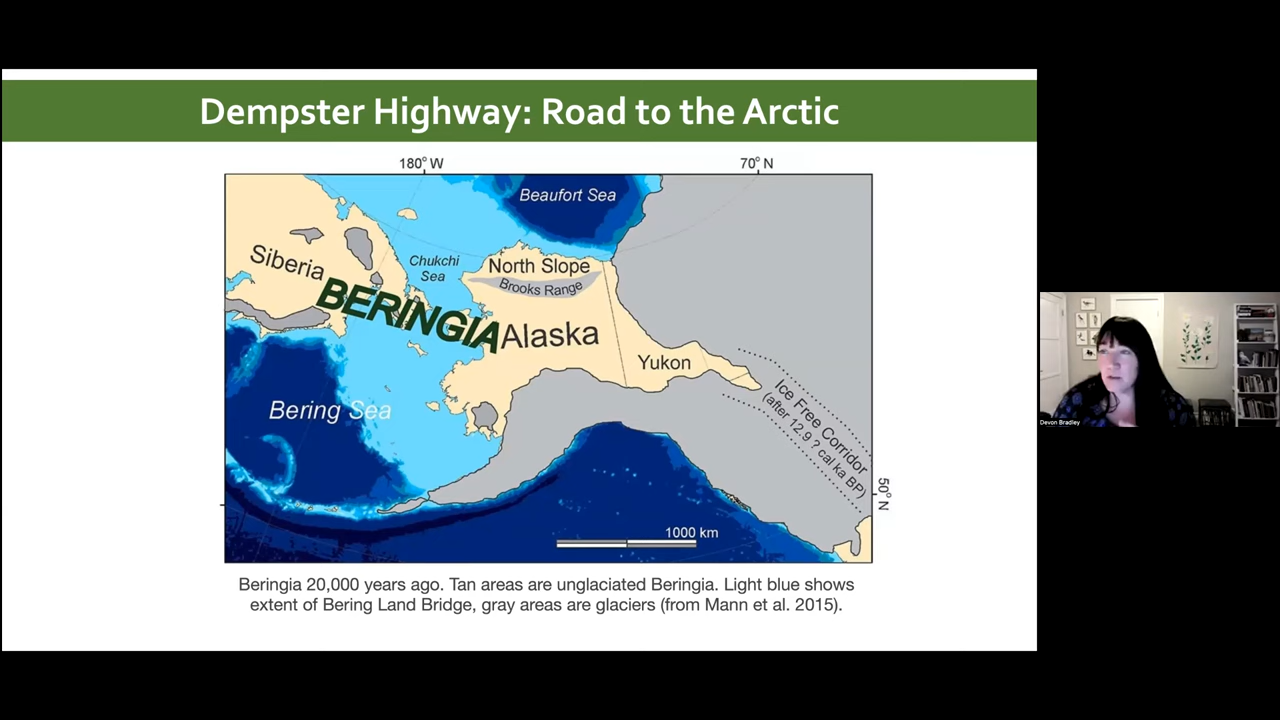 Dempster Highway: Road to the Arctic
180° W
70° N
Beaufort Sea
Siberia
Chukchi
Sea
North Slope
Brooks Range
BERINGIA
Alaska
Yukon
Bering Sea
Ice Free Corridor
(after 12.9 ? cal ka BP)
50° N
1000 km
Beringia 20,000 years ago. Tan areas are unglaciated Beringia. Light blue shows
extent of Bering Land Bridge, gray areas are glaciers (from Mann et al. 2015).
Devon Bradley